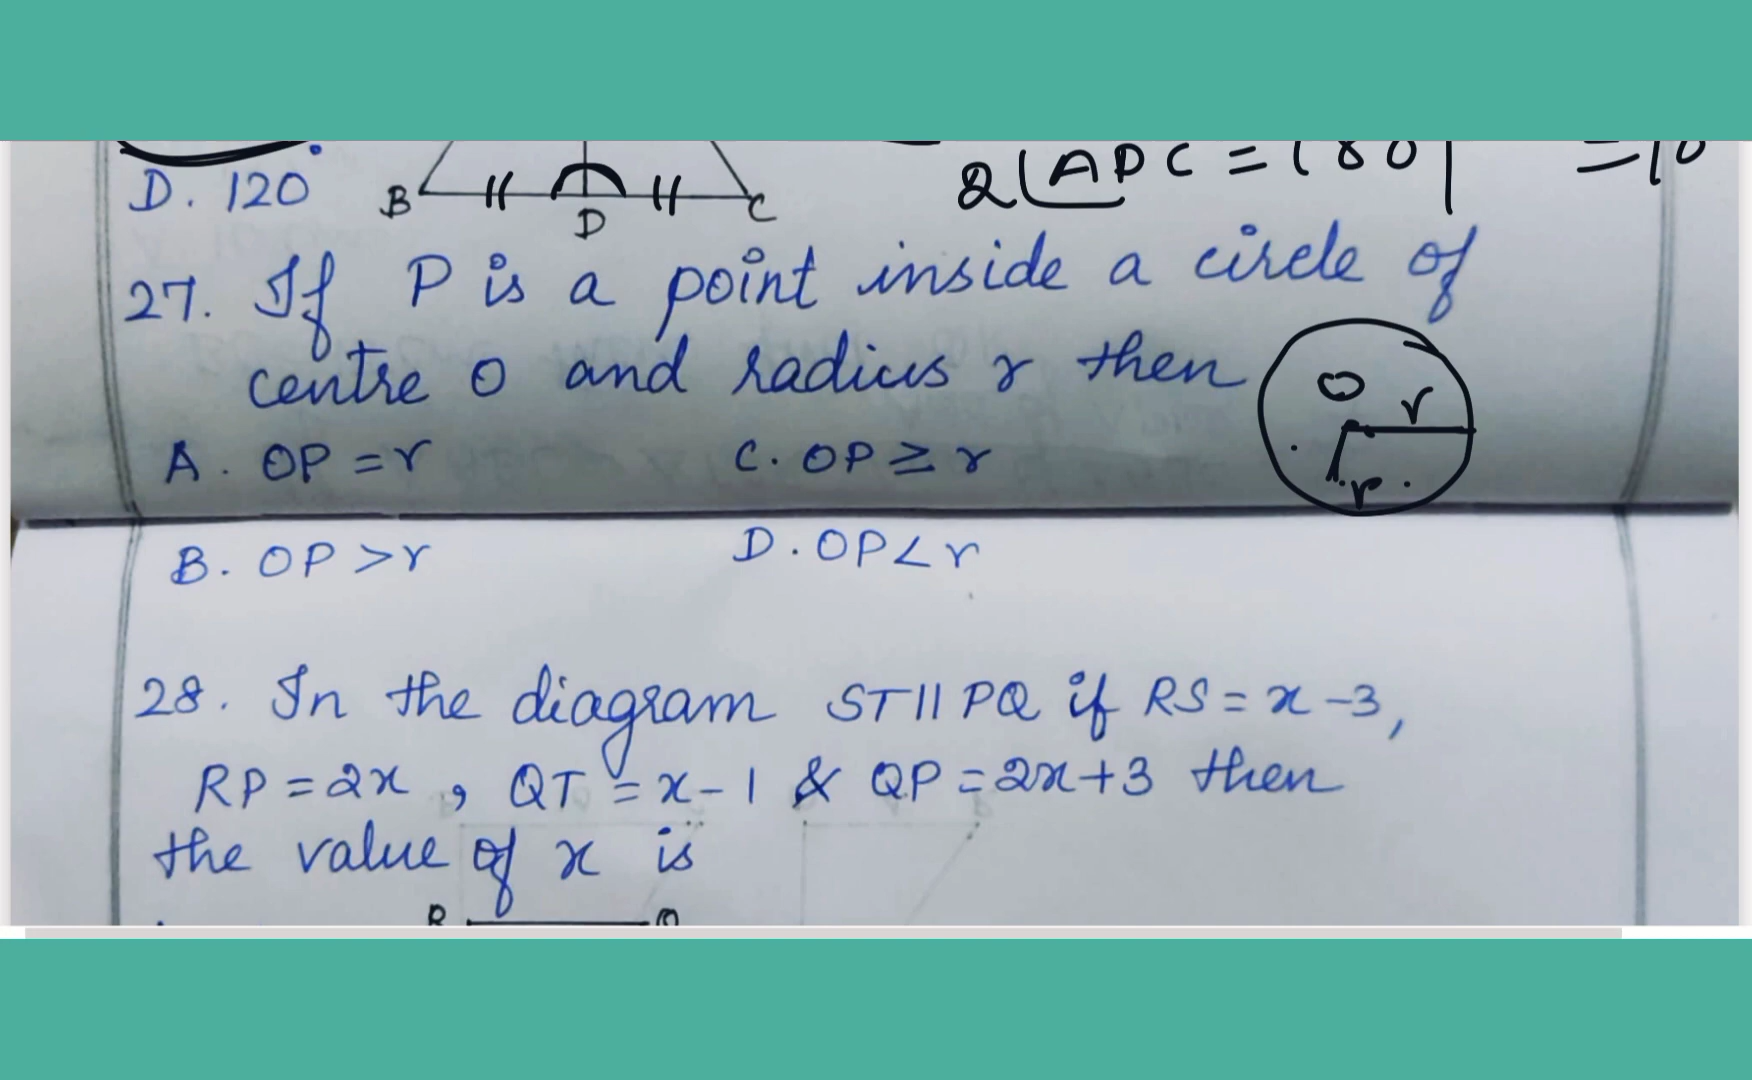 2∠ADC = 180
= 10
D. 120
B
D
C
27. If P is a point inside a circle of
centre O and radius r then
O
r
A. OP = r
C. OP ≥ r
B. OP > r
D. OP < r
28. In the diagram ST || PQ if RS = x - 3,
RP = 2x, QT = x - 1 & QP = 2x + 3 then
the value of x is